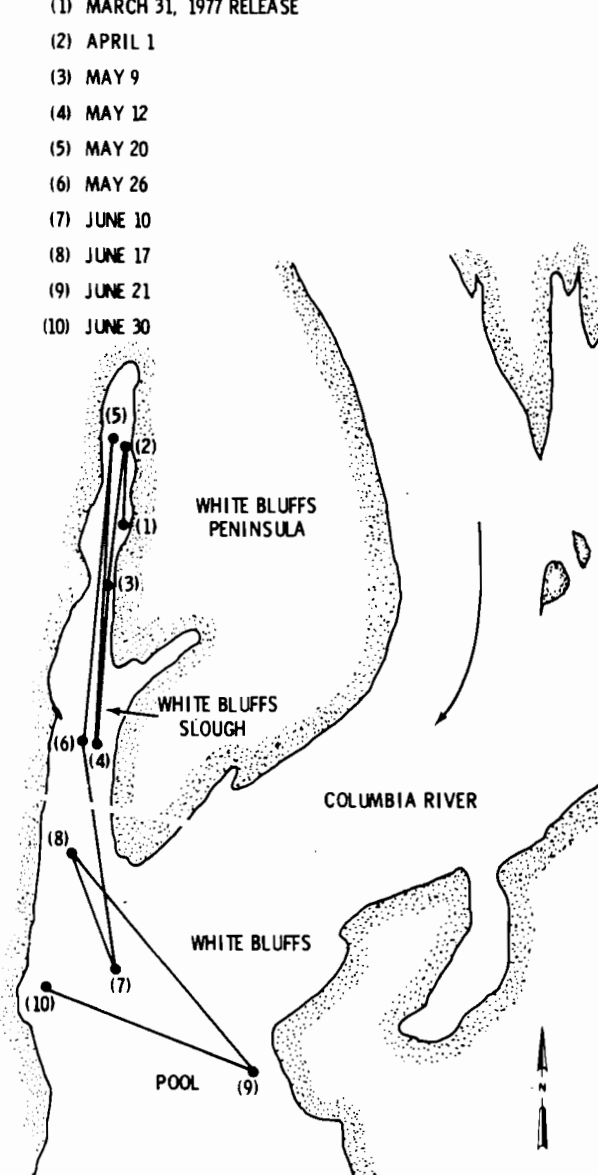 (1) MARCH 31, 1977 RELEASE
(2) APRIL 1
(3) MAY 9
(4) MAY 12
(5) MAY 20
(6) MAY 26
(7) JUNE 10
(8) JUNE 17
(9) JUNE 21
(10) JUNE 30
(5)
(2)
WHITE BLUFFS
PENINSULA
(1)
(3)
WHITE BLUFFS
SLOUGH
(6)
(4)
COLUMBIA RIVER
(8)
WHITE BLUFFS
(7)
(10)
POOL
(9)
N